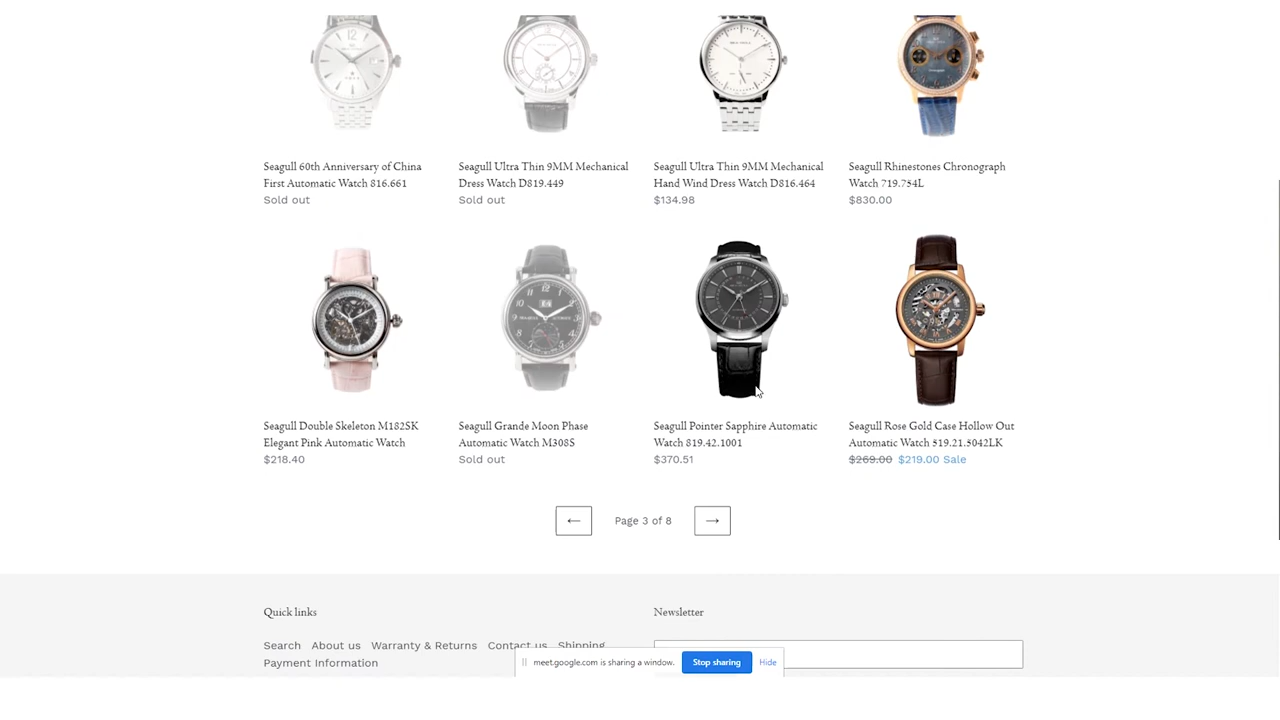 Seagull 60th Anniversary of China
First Automatic Watch 816.661
Sold out
Seagull Ultra Thin 9MM Mechanical
Dress Watch D819.449
Sold out
Seagull Ultra Thin 9MM Mechanical
Hand Wind Dress Watch D816.464
$134.98
Seagull Rhinestones Chronograph
Watch 719.754L
$830.00
Seagull Double Skeleton M182SK
Elegant Pink Automatic Watch
$218.40
Seagull Grande Moon Phase
Automatic Watch M308S
Sold out
Seagull Pointer Sapphire Automatic
Watch 819.42.1001
$370.51
Seagull Rose Gold Case Hollow Out
Automatic Watch 519.21.5042LK
$269.00 $219.00 Sale
← Page 3 of 8 →
Quick links
Search About us Warranty & Returns Contact us Shipping
Payment Information
Newsletter
meet.google.com is sharing a window. Stop sharing Hide